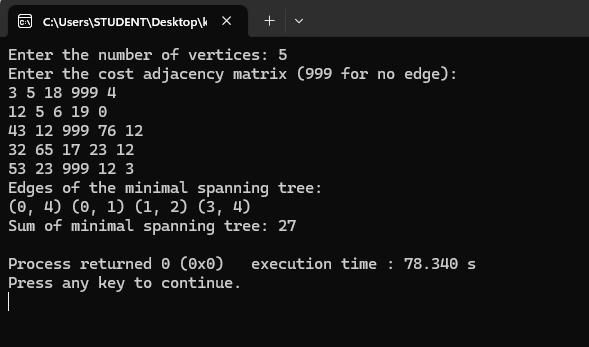 C:\Users\STUDENT\Desktop\k
Enter the number of vertices: 5
Enter the cost adjacency matrix (999 for no edge):
3 5 18 999 4
12 5 6 19 0
43 12 999 76 12
32 65 17 23 12
53 23 999 12 3
Edges of the minimal spanning tree:
(0, 4) (0, 1) (1, 2) (3, 4)
Sum of minimal spanning tree: 27
Process returned 0 (0x0)   execution time : 78.340 s
Press any key to continue.